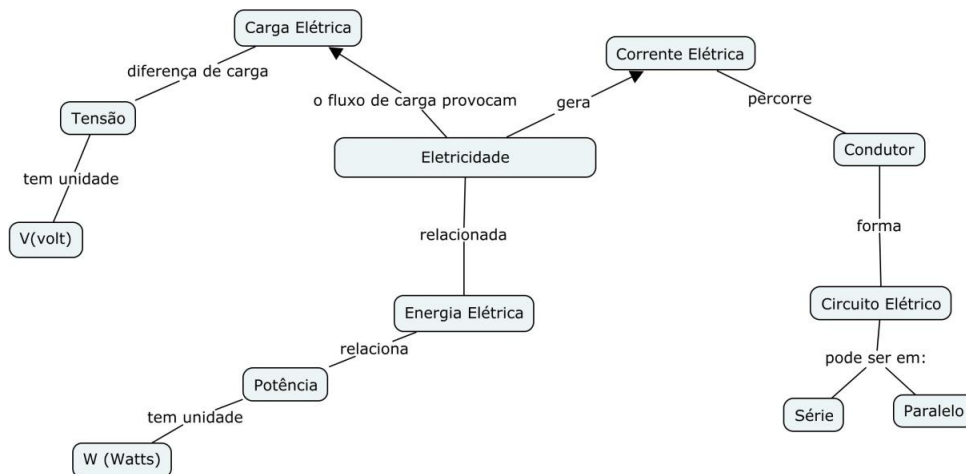 Carga Elétrica
Corrente Elétrica
diferença de carga
o fluxo de carga provocam
gera
percorre
Tensão
Eletricidade
Condutor
tem unidade
V(volt)
relacionada
forma
Energia Elétrica
Circuito Elétrico
relaciona
pode ser em:
Potência
Série
Paralelo
tem unidade
W (Watts)